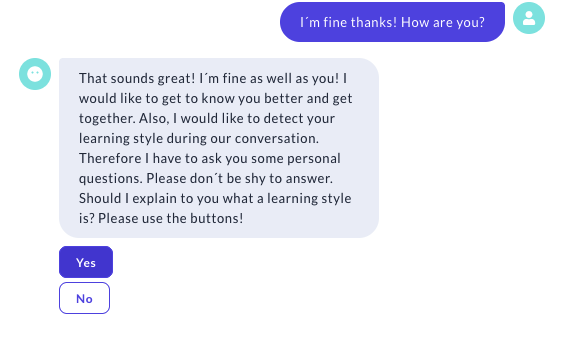 I´m fine thanks! How are you?
That sounds great! I´m fine as well as you! I
would like to get to know you better and get
together. Also, I would like to detect your
learning style during our conversation.
Therefore I have to ask you some personal
questions. Please don´t be shy to answer.
Should I explain to you what a learning style
is? Please use the buttons!
Yes
No